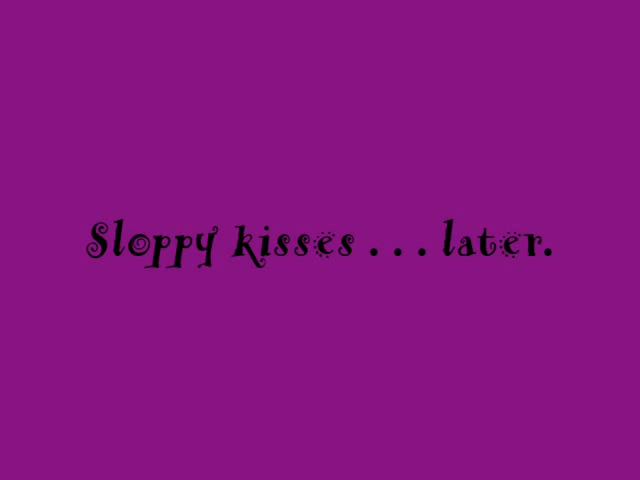 Sloppy kisses . . . later.